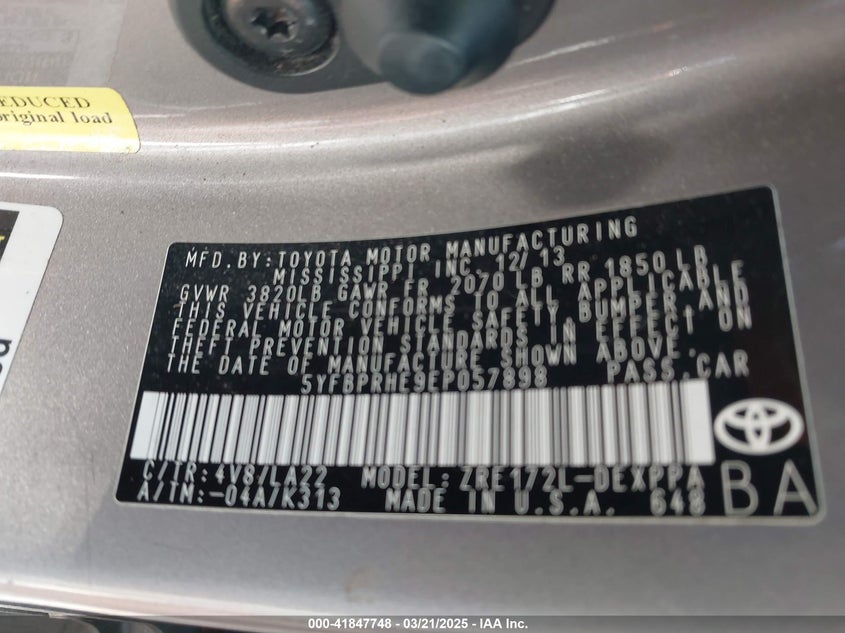 EDUCED
original load
MFD. BY: TOYOTA MOTOR MANUFACTURING
MISSISSIPPI INC. 12/13
GVWR 3820LB GAWR FR 2070 LB RR 1850 LB
THIS VEHICLE CONFORMS TO ALL APPLICABLE
FEDERAL MOTOR VEHICLE SAFETY, BUMPER AND
THEFT PREVENTION STANDARDS IN EFFECT ON
THE DATE OF MANUFACTURE SHOWN ABOVE.
5YFBPRHE9EP057898 PASS. CAR
C/TR: 4V8/LA22 MODEL: ZRE172L-DEXPPA
A/TM: -04A/K313 MADE IN U.S.A. 648
BA
000-41847748 - 03/21/2025 - IAA Inc.